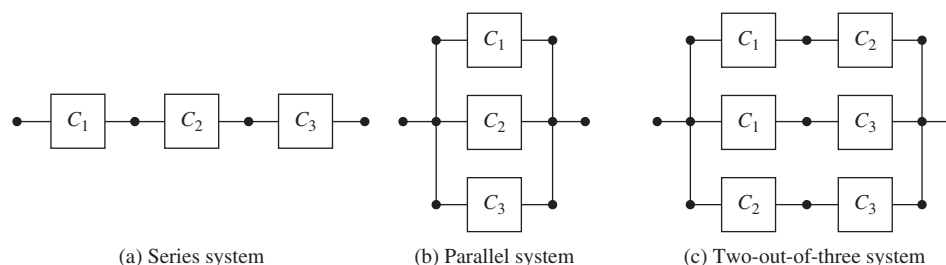 C₁ C₂ C₃
(a) Series system
C₁
C₂
C₃
(b) Parallel system
C₁ C₂
C₁ C₃
C₂ C₃
(c) Two-out-of-three system